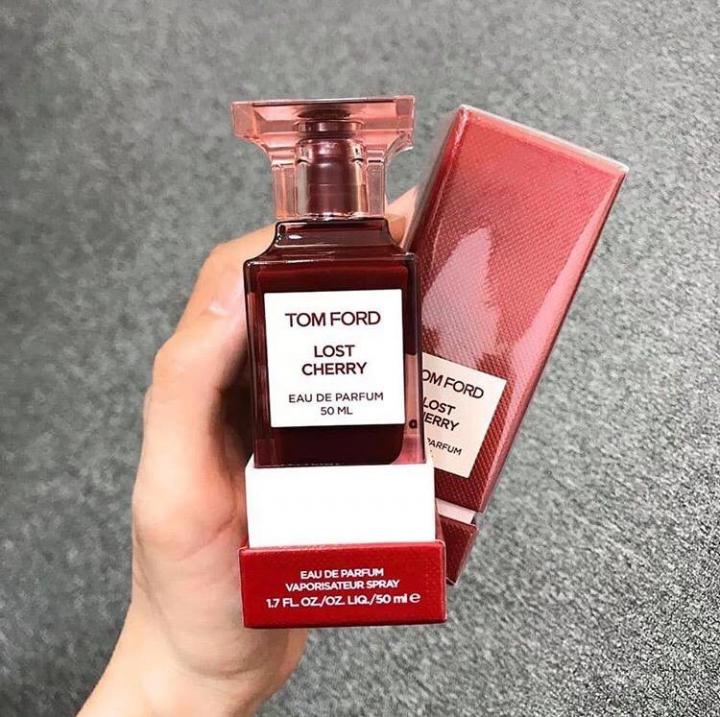 TOM FORD
LOST
CHERRY
EAU DE PARFUM
50 ML
EAU DE PARFUM
VAPORISATEUR SPRAY
1.7 FL. OZ./OZ. LIQ./50 ml e
OM FORD
LOST
HERRY
PARFUM